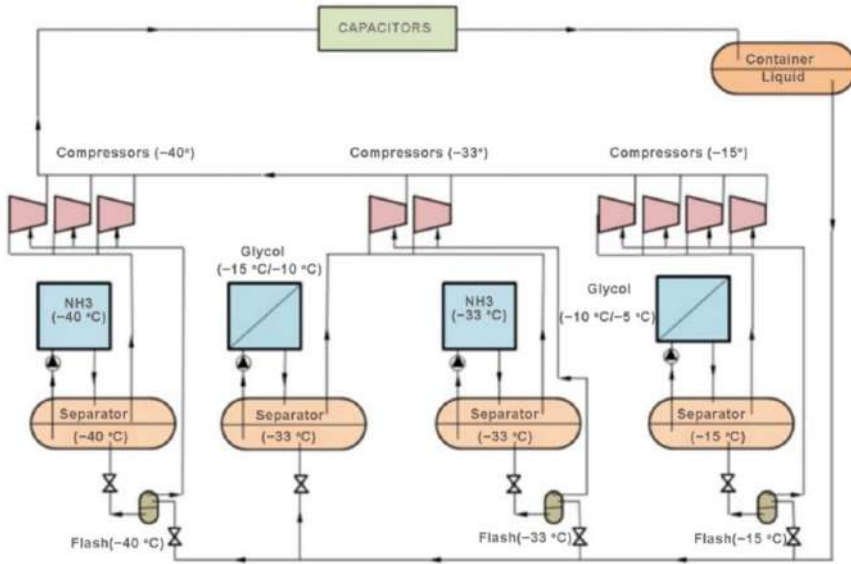 CAPACITORS
Container
Liquid
Compressors (−40°)
Compressors (−33°)
Compressors (−15°)
Glycol
(−15 °C/−10 °C)
NH3
(−40 °C)
NH3
(−33 °C)
Glycol
(−10 °C/−5 °C)
Separator
(−40 °C)
Separator
(−33 °C)
Separator
(−33 °C)
Separator
(−15 °C)
Flash(−40 °C)
Flash(−33 °C)
Flash(−15 °C)